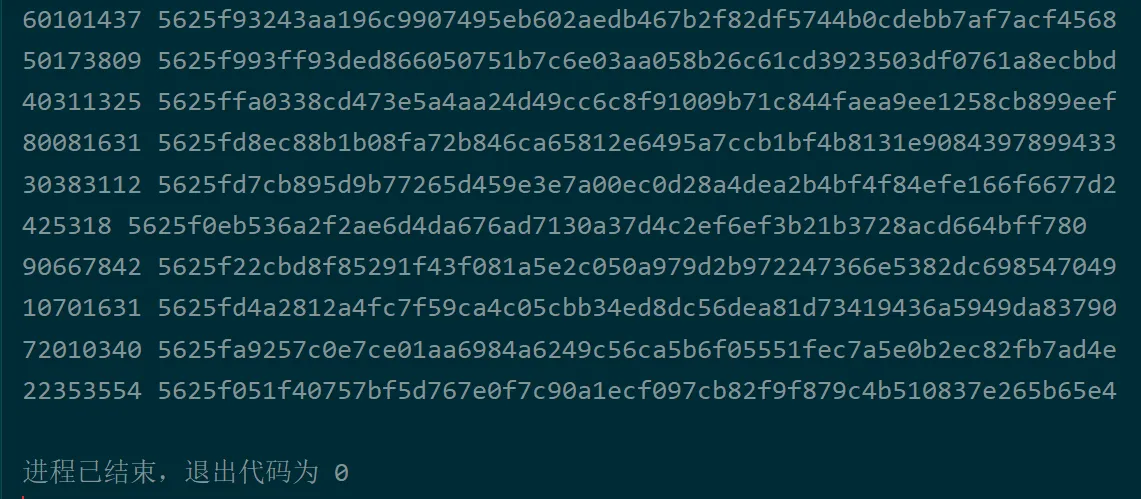 60101437 5625f93243aa196c9907495eb602aedb467b2f82df5744b0cdebb7af7acf4568
50173809 5625f993ff93ded866050751b7c6e03aa058b26c61cd3923503df0761a8ecbbd
40311325 5625ffa0338cd473e5a4aa24d49cc6c8f91009b71c844faea9ee1258cb899eef
80081631 5625fd8ec88b1b08fa72b846ca65812e6495a7ccb1bf4b8131e9084397899433
30383112 5625fd7cb895d9b77265d459e3e7a00ec0d28a4dea2b4bf4f84efe166f6677d2
425318 5625f0eb536a2f2ae6d4da676ad7130a37d4c2ef6ef3b21b3728acd664bff780
90667842 5625f22cbd8f85291f43f081a5e2c050a979d2b972247366e5382dc698547049
10701631 5625fd4a2812a4fc7f59ca4c05cbb34ed8dc56dea81d73419436a5949da83790
72010340 5625fa9257c0e7ce01aa6984a6249c56ca5b6f05551fec7a5e0b2ec82fb7ad4e
22353554 5625f051f40757bf5d767e0f7c90a1ecf097cb82f9f879c4b510837e265b65e4
进程已结束，退出代码为 0